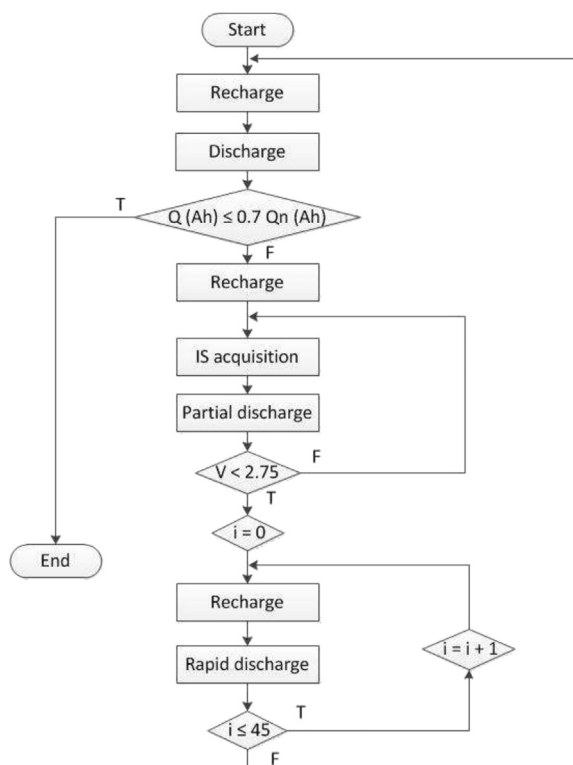 Start
Recharge
Discharge
T
Q (Ah) ≤ 0.7 Qn (Ah)
F
Recharge
IS acquisition
Partial discharge
V < 2.75
F
T
i = 0
End
Recharge
i = i + 1
Rapid discharge
T
i ≤ 45
F